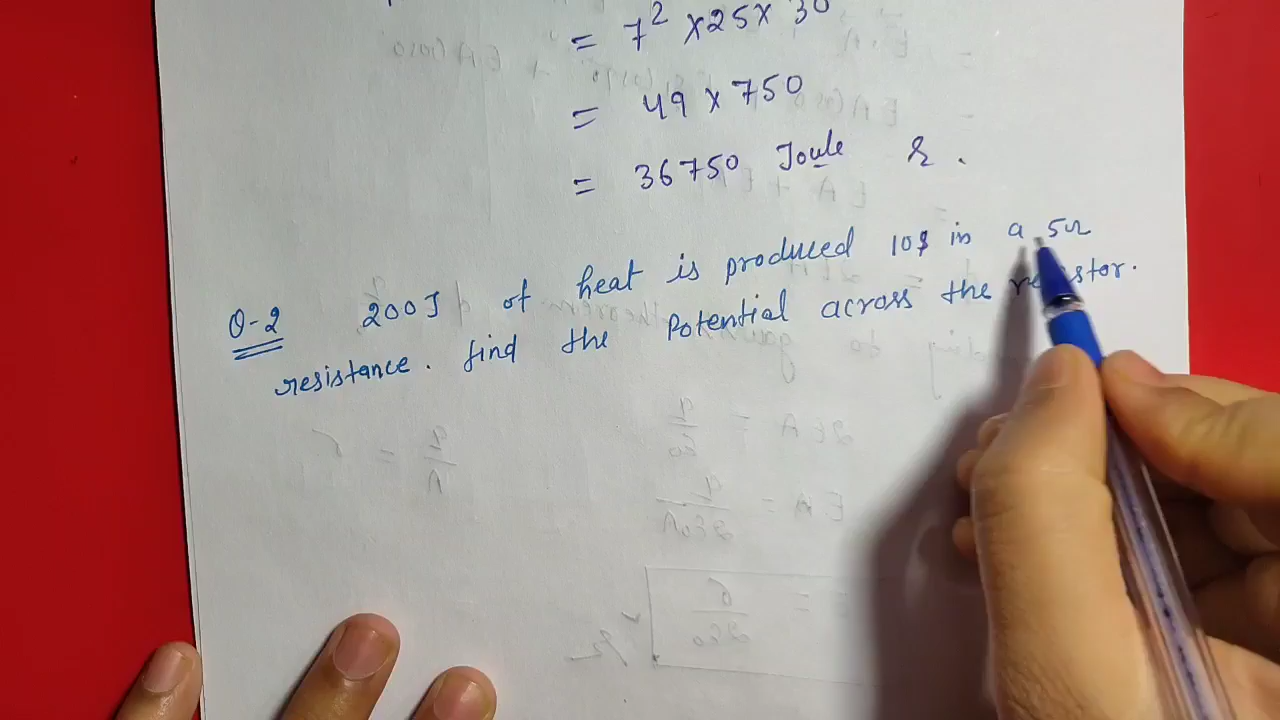 = 7² x 25 x 30
= 49 x 750
= 36750 Joule
Q-2 200J of heat is produced 10s in a 5Ω
resistance. find the Potential across the resistor.